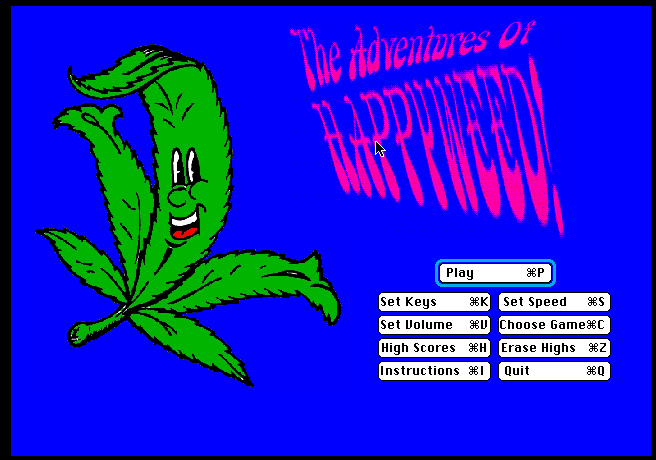 The Adventures Of
HAPPYWEED!
Play ⌘P
Set Keys ⌘K
Set Speed ⌘S
Set Volume ⌘V
Choose Game⌘C
High Scores ⌘H
Erase Highs ⌘Z
Instructions ⌘I
Quit ⌘Q